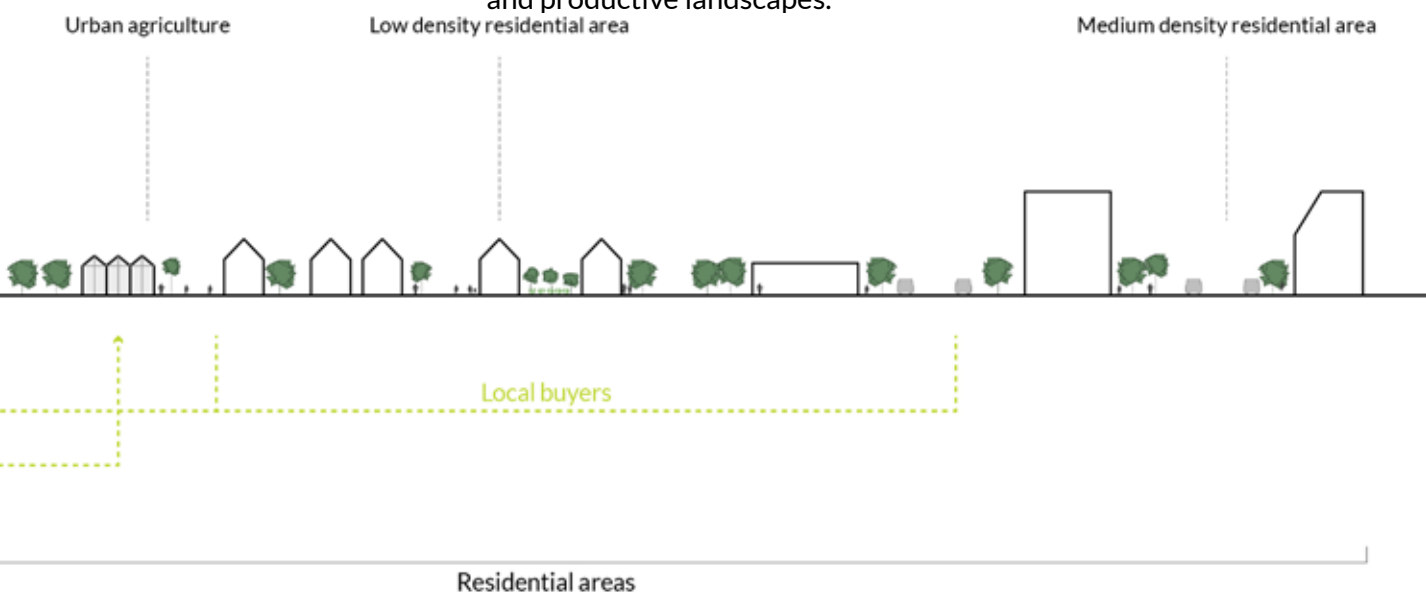 and productive landscapes.
Urban agriculture
Low density residential area
Medium density residential area
Local buyers
Residential areas